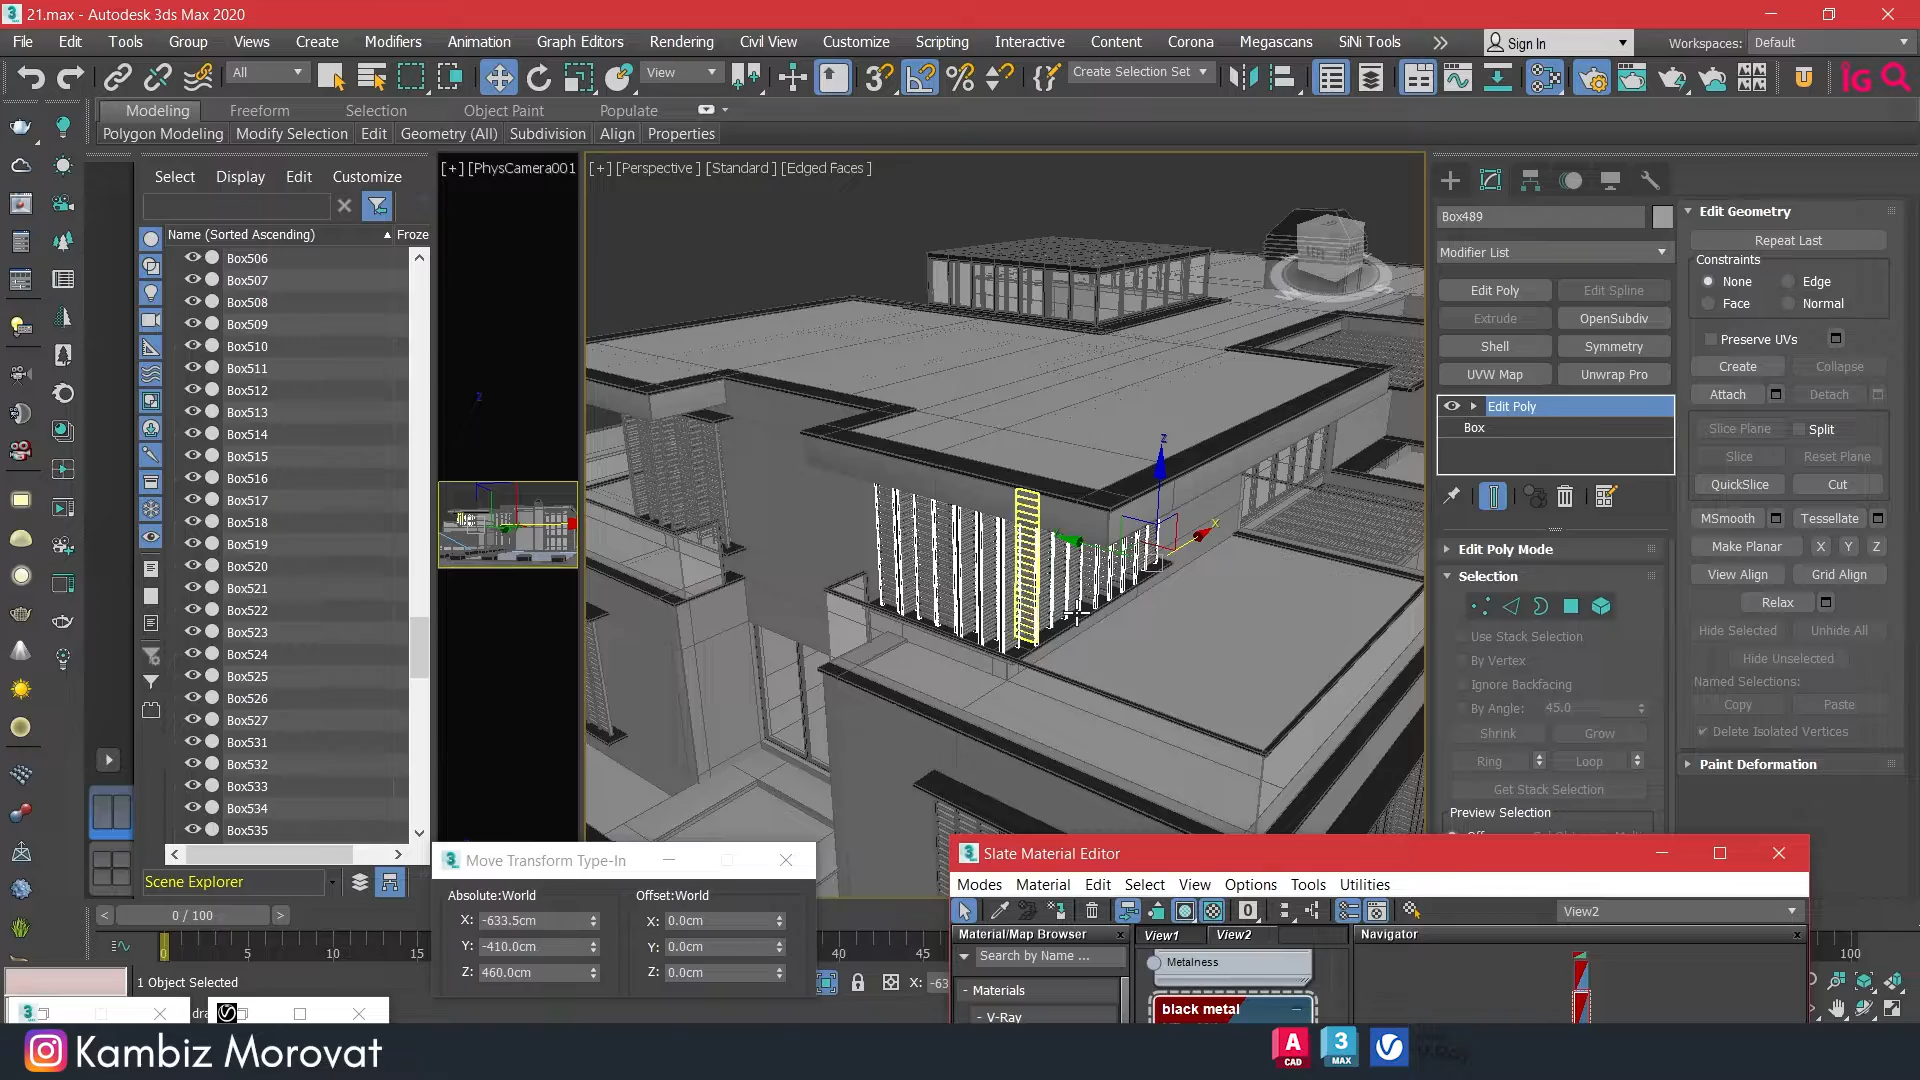 21.max - Autodesk 3ds Max 2020
File Edit Tools Group Views Create Modifiers Animation Graph Editors Rendering Civil View Customize Scripting Interactive Content Corona Megascans SiNi Tools Sign In Workspaces: Default
All View Create Selection Set
Modeling Freeform Selection Object Paint Populate
Polygon Modeling Modify Selection Edit Geometry (All) Subdivision Align Properties
Select Display Edit Customize
Name (Sorted Ascending) Froze
Box506
Box507
Box508
Box509
Box510
Box511
Box512
Box513
Box514
Box515
Box516
Box517
Box518
Box519
Box520
Box521
Box522
Box523
Box524
Box525
Box526
Box527
Box531
Box532
Box533
Box534
Box535
Scene Explorer
0 / 100
[+] [PhysCamera001
[+] [Perspective ] [Standard ] [Edged Faces ]
Box489
Modifier List
Edit Poly Edit Spline
Extrude OpenSubdiv
Shell Symmetry
UVW Map Unwrap Pro
Edit Poly
Box
Edit Poly Mode
Selection
Use Stack Selection
By Vertex
Ignore Backfacing
By Angle: 45.0
Shrink Grow
Ring Loop
Get Stack Selection
Preview Selection
Edit Geometry
Repeat Last
Constraints
None Edge
Face Normal
Preserve UVs
Create Collapse
Attach Detach
Slice Plane Split
Slice Reset Plane
QuickSlice Cut
MSmooth Tessellate
Make Planar X Y Z
View Align Grid Align
Relax
Hide Selected Unhide All
Hide Unselected
Named Selections:
Copy Paste
Delete Isolated Vertices
Paint Deformation
Move Transform Type-In
Absolute:World Offset:World
X: -633.5cm X: 0.0cm
Y: -410.0cm Y: 0.0cm
Z: 460.0cm Z: 0.0cm
Slate Material Editor
Modes Material Edit Select View Options Tools Utilities
View2
Material/Map Browser View1 View2 Navigator
Search by Name ...
- Materials
- V-Ray
Metalness
black metal
0 5 10 15 40 45 100
1 Object Selected
X: -63
Kambiz Morovat
A CAD
3 MAX